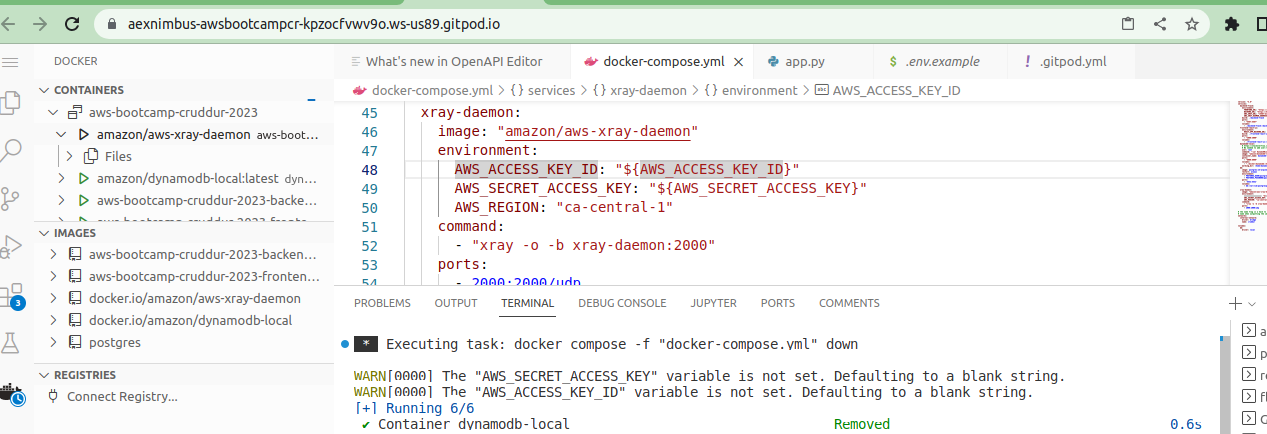 aexnimbus-awsbootcampcr-kpzocfvwv9o.ws-us89.gitpod.io
DOCKER
CONTAINERS
aws-bootcamp-cruddur-2023
amazon/aws-xray-daemon aws-boot...
Files
amazon/dynamodb-local:latest dyn...
aws-bootcamp-cruddur-2023-backe...
aws-bootcamp-cruddur-2023-fronte...
IMAGES
aws-bootcamp-cruddur-2023-backen...
aws-bootcamp-cruddur-2023-fronten...
docker.io/amazon/aws-xray-daemon
docker.io/amazon/dynamodb-local
postgres
REGISTRIES
Connect Registry...
3
What's new in OpenAPI Editor
docker-compose.yml
app.py
$ .env.example
! .gitpod.yml
docker-compose.yml > {} services > {} xray-daemon > {} environment > AWS_ACCESS_KEY_ID
45 xray-daemon:
46 image: "amazon/aws-xray-daemon"
47 environment:
48 AWS_ACCESS_KEY_ID: "${AWS_ACCESS_KEY_ID}"
49 AWS_SECRET_ACCESS_KEY: "${AWS_SECRET_ACCESS_KEY}"
50 AWS_REGION: "ca-central-1"
51 command:
52 - "xray -o -b xray-daemon:2000"
53 ports:
54 - 2000:2000/udp
PROBLEMS OUTPUT TERMINAL DEBUG CONSOLE JUPYTER PORTS COMMENTS
* Executing task: docker compose -f "docker-compose.yml" down
WARN[0000] The "AWS_SECRET_ACCESS_KEY" variable is not set. Defaulting to a blank string.
WARN[0000] The "AWS_ACCESS_KEY_ID" variable is not set. Defaulting to a blank string.
[+] Running 6/6
✔ Container dynamodb-local Removed 0.6s